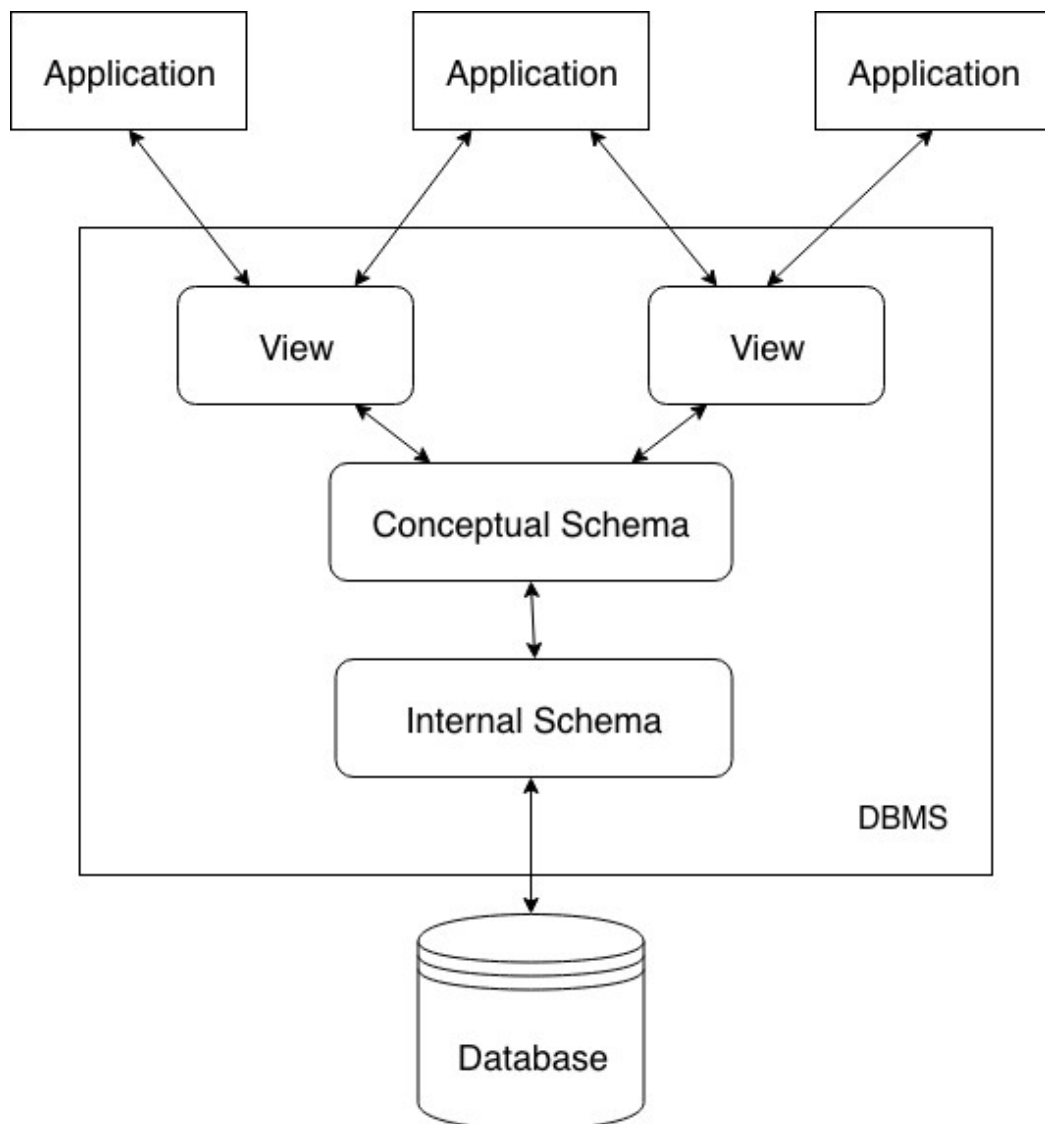 Application
Application
Application
View
View
Conceptual Schema
Internal Schema
DBMS
Database